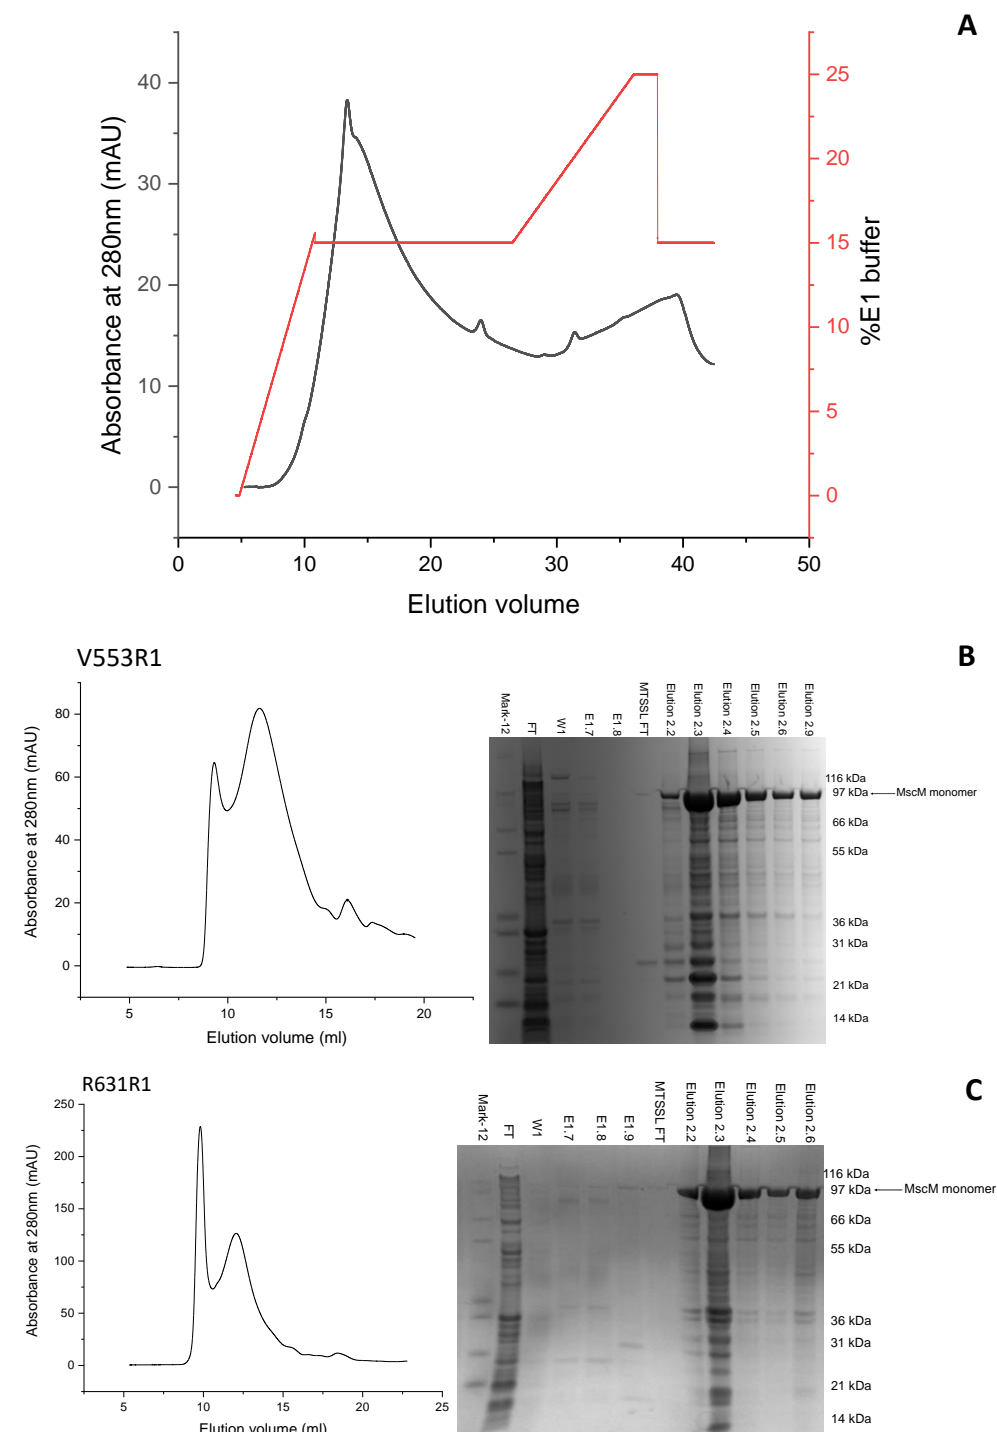 A
40
30
20
10
0
Absorbance at 280nm (mAU)
25
20
15
10
5
0
%E1 buffer
0 10 20 30 40 50
Elution volume
V553R1
B
80
60
40
20
0
Absorbance at 280nm (mAU)
5 10 15 20
Elution volume (ml)
Mark-12 FT W1 E1.7 E1.8 MTSSL FT Elution 2.2 Elution 2.3 Elution 2.4 Elution 2.5 Elution 2.6 Elution 2.9
116 kDa
97 kDa MscM monomer
66 kDa
55 kDa
36 kDa
31 kDa
21 kDa
14 kDa
R631R1
C
250
200
150
100
50
0
Absorbance at 280nm (mAU)
5 10 15 20 25
Elution volume (ml)
Mark-12 FT W1 E1.7 E1.8 E1.9 MTSSL FT Elution 2.2 Elution 2.3 Elution 2.4 Elution 2.5 Elution 2.6
116 kDa
97 kDa MscM monomer
66 kDa
55 kDa
36 kDa
31 kDa
21 kDa
14 kDa